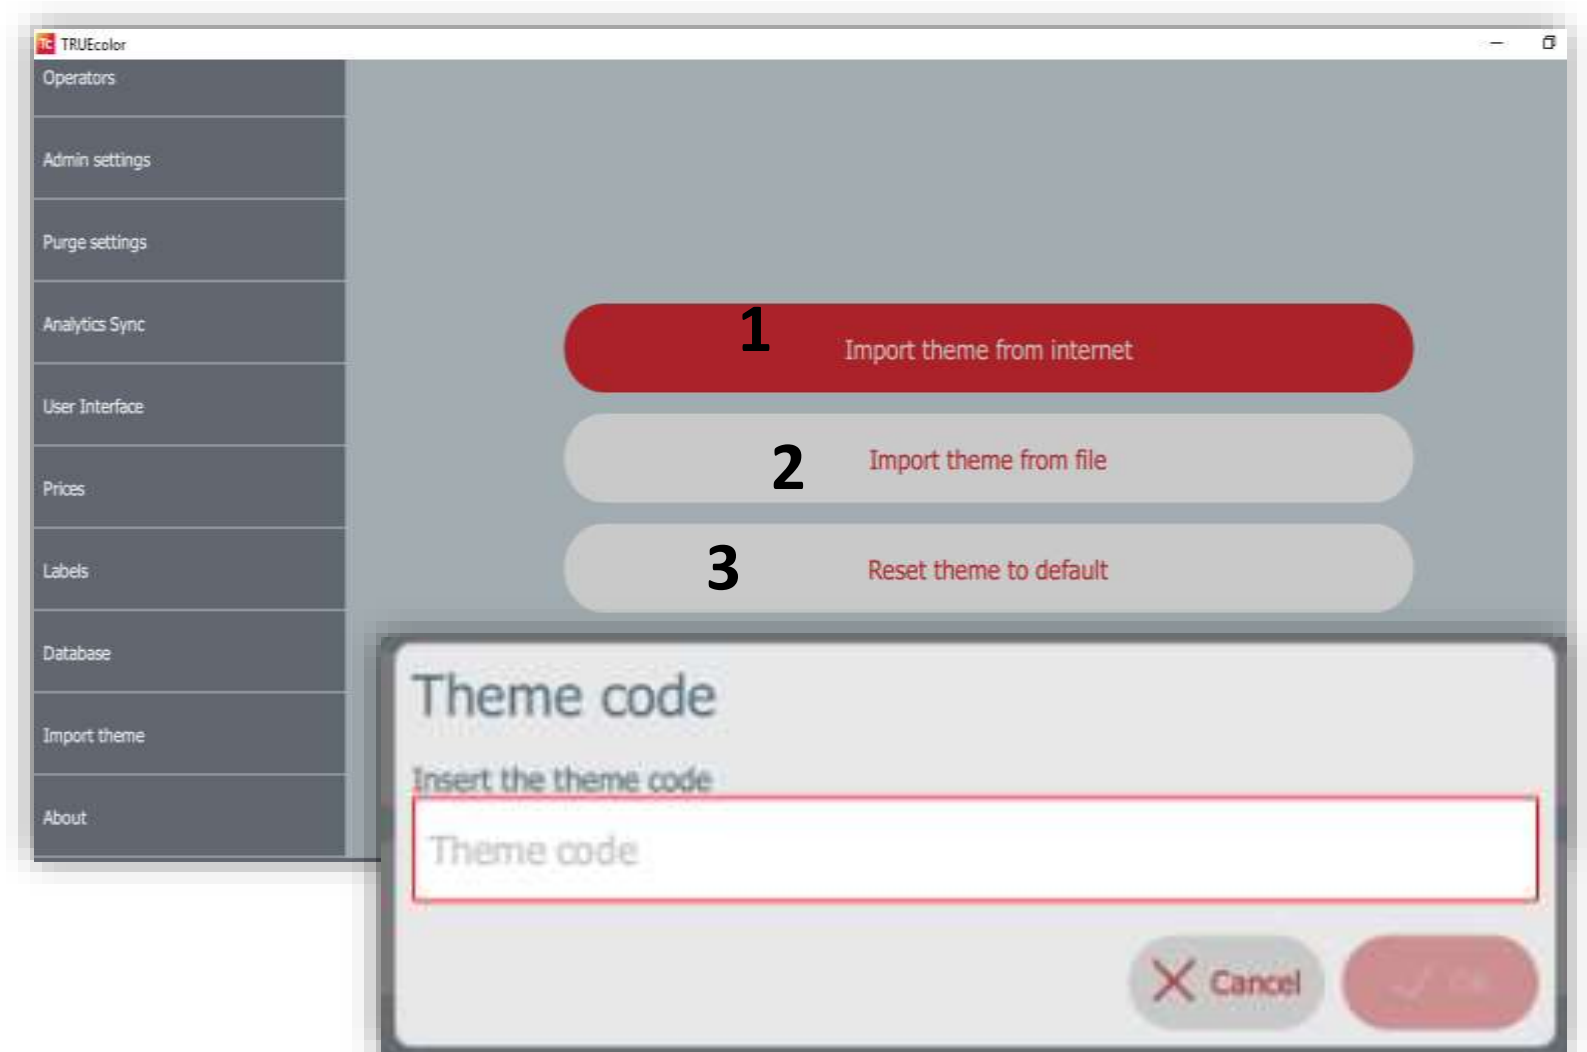 Tc TRUEcolor
Operators
Admin settings
Purge settings
Analytics Sync
User Interface
Prices
Labels
Database
Import theme
About
1 Import theme from internet
2 Import theme from file
3 Reset theme to default
Theme code
Insert the theme code
Theme code
Cancel